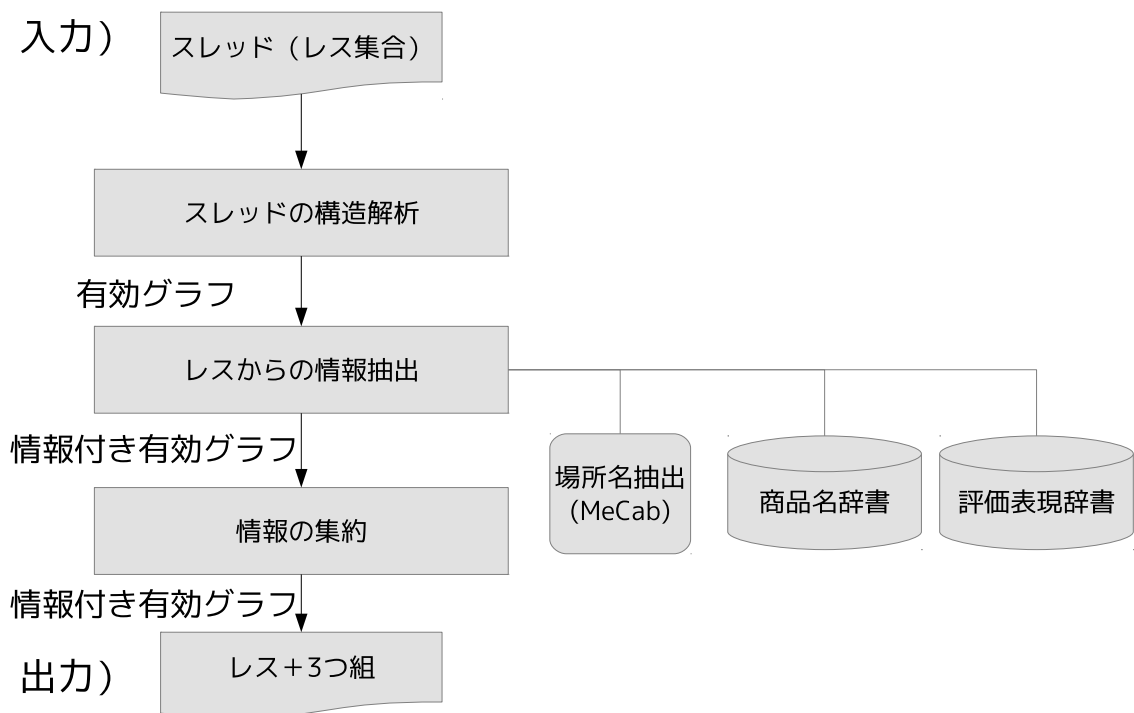 入力）
スレッド（レス集合）
スレッドの構造解析
有効グラフ
レスからの情報抽出
情報付き有効グラフ
場所名抽出
(MeCab)
商品名辞書
評価表現辞書
情報の集約
情報付き有効グラフ
出力）
レス＋3つ組